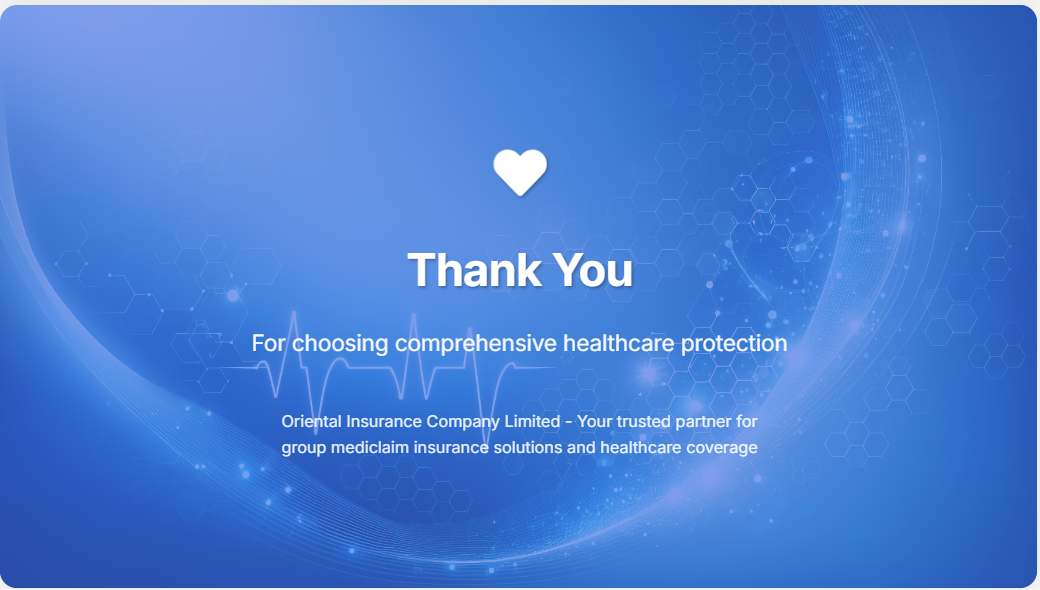 Thank You
For choosing comprehensive healthcare protection
Oriental Insurance Company Limited - Your trusted partner for
group mediclaim insurance solutions and healthcare coverage